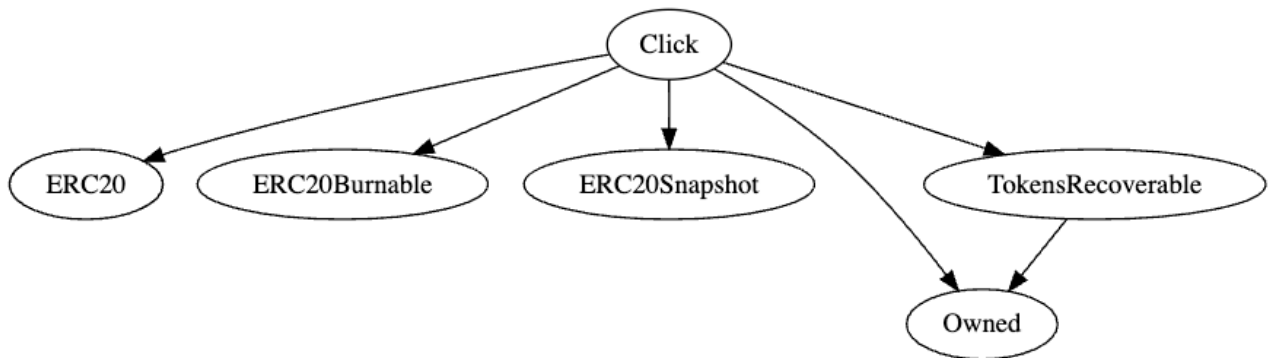 Click
ERC20
ERC20Burnable
ERC20Snapshot
TokensRecoverable
Owned